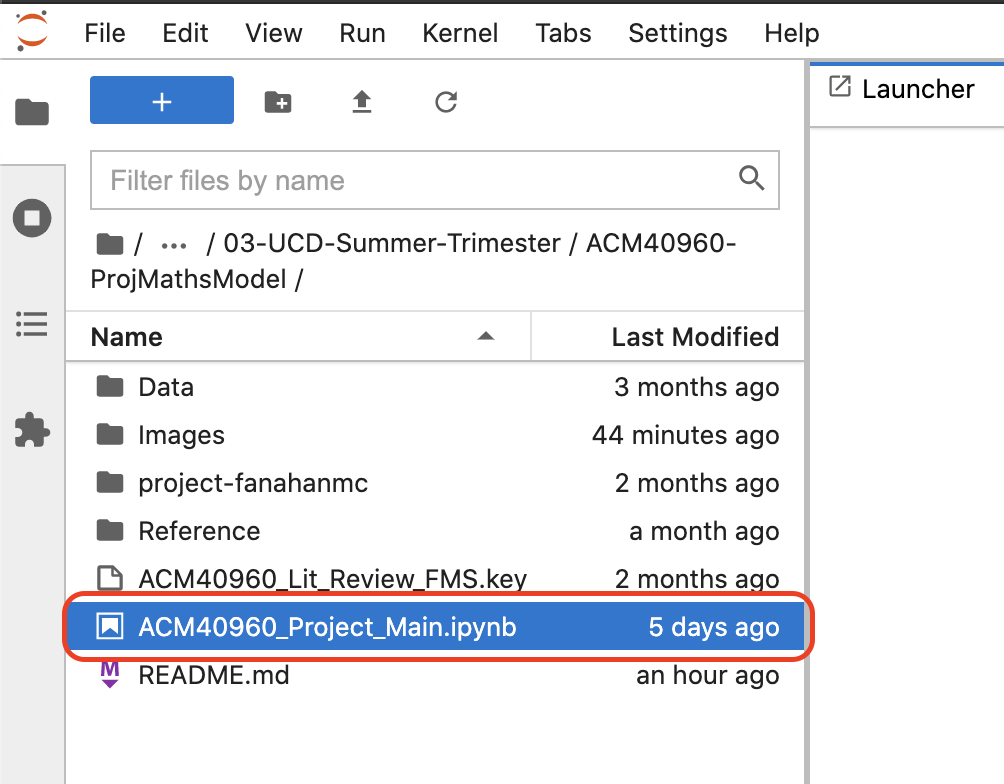 File Edit View Run Kernel Tabs Settings Help
+
Launcher
Filter files by name
/ ... / 03-UCD-Summer-Trimester / ACM40960-
ProjMathsModel /
Name Last Modified
Data 3 months ago
Images 44 minutes ago
project-fanahanmc 2 months ago
Reference a month ago
ACM40960_Lit_Review_FMS.key 2 months ago
ACM40960_Project_Main.ipynb 5 days ago
M README.md an hour ago